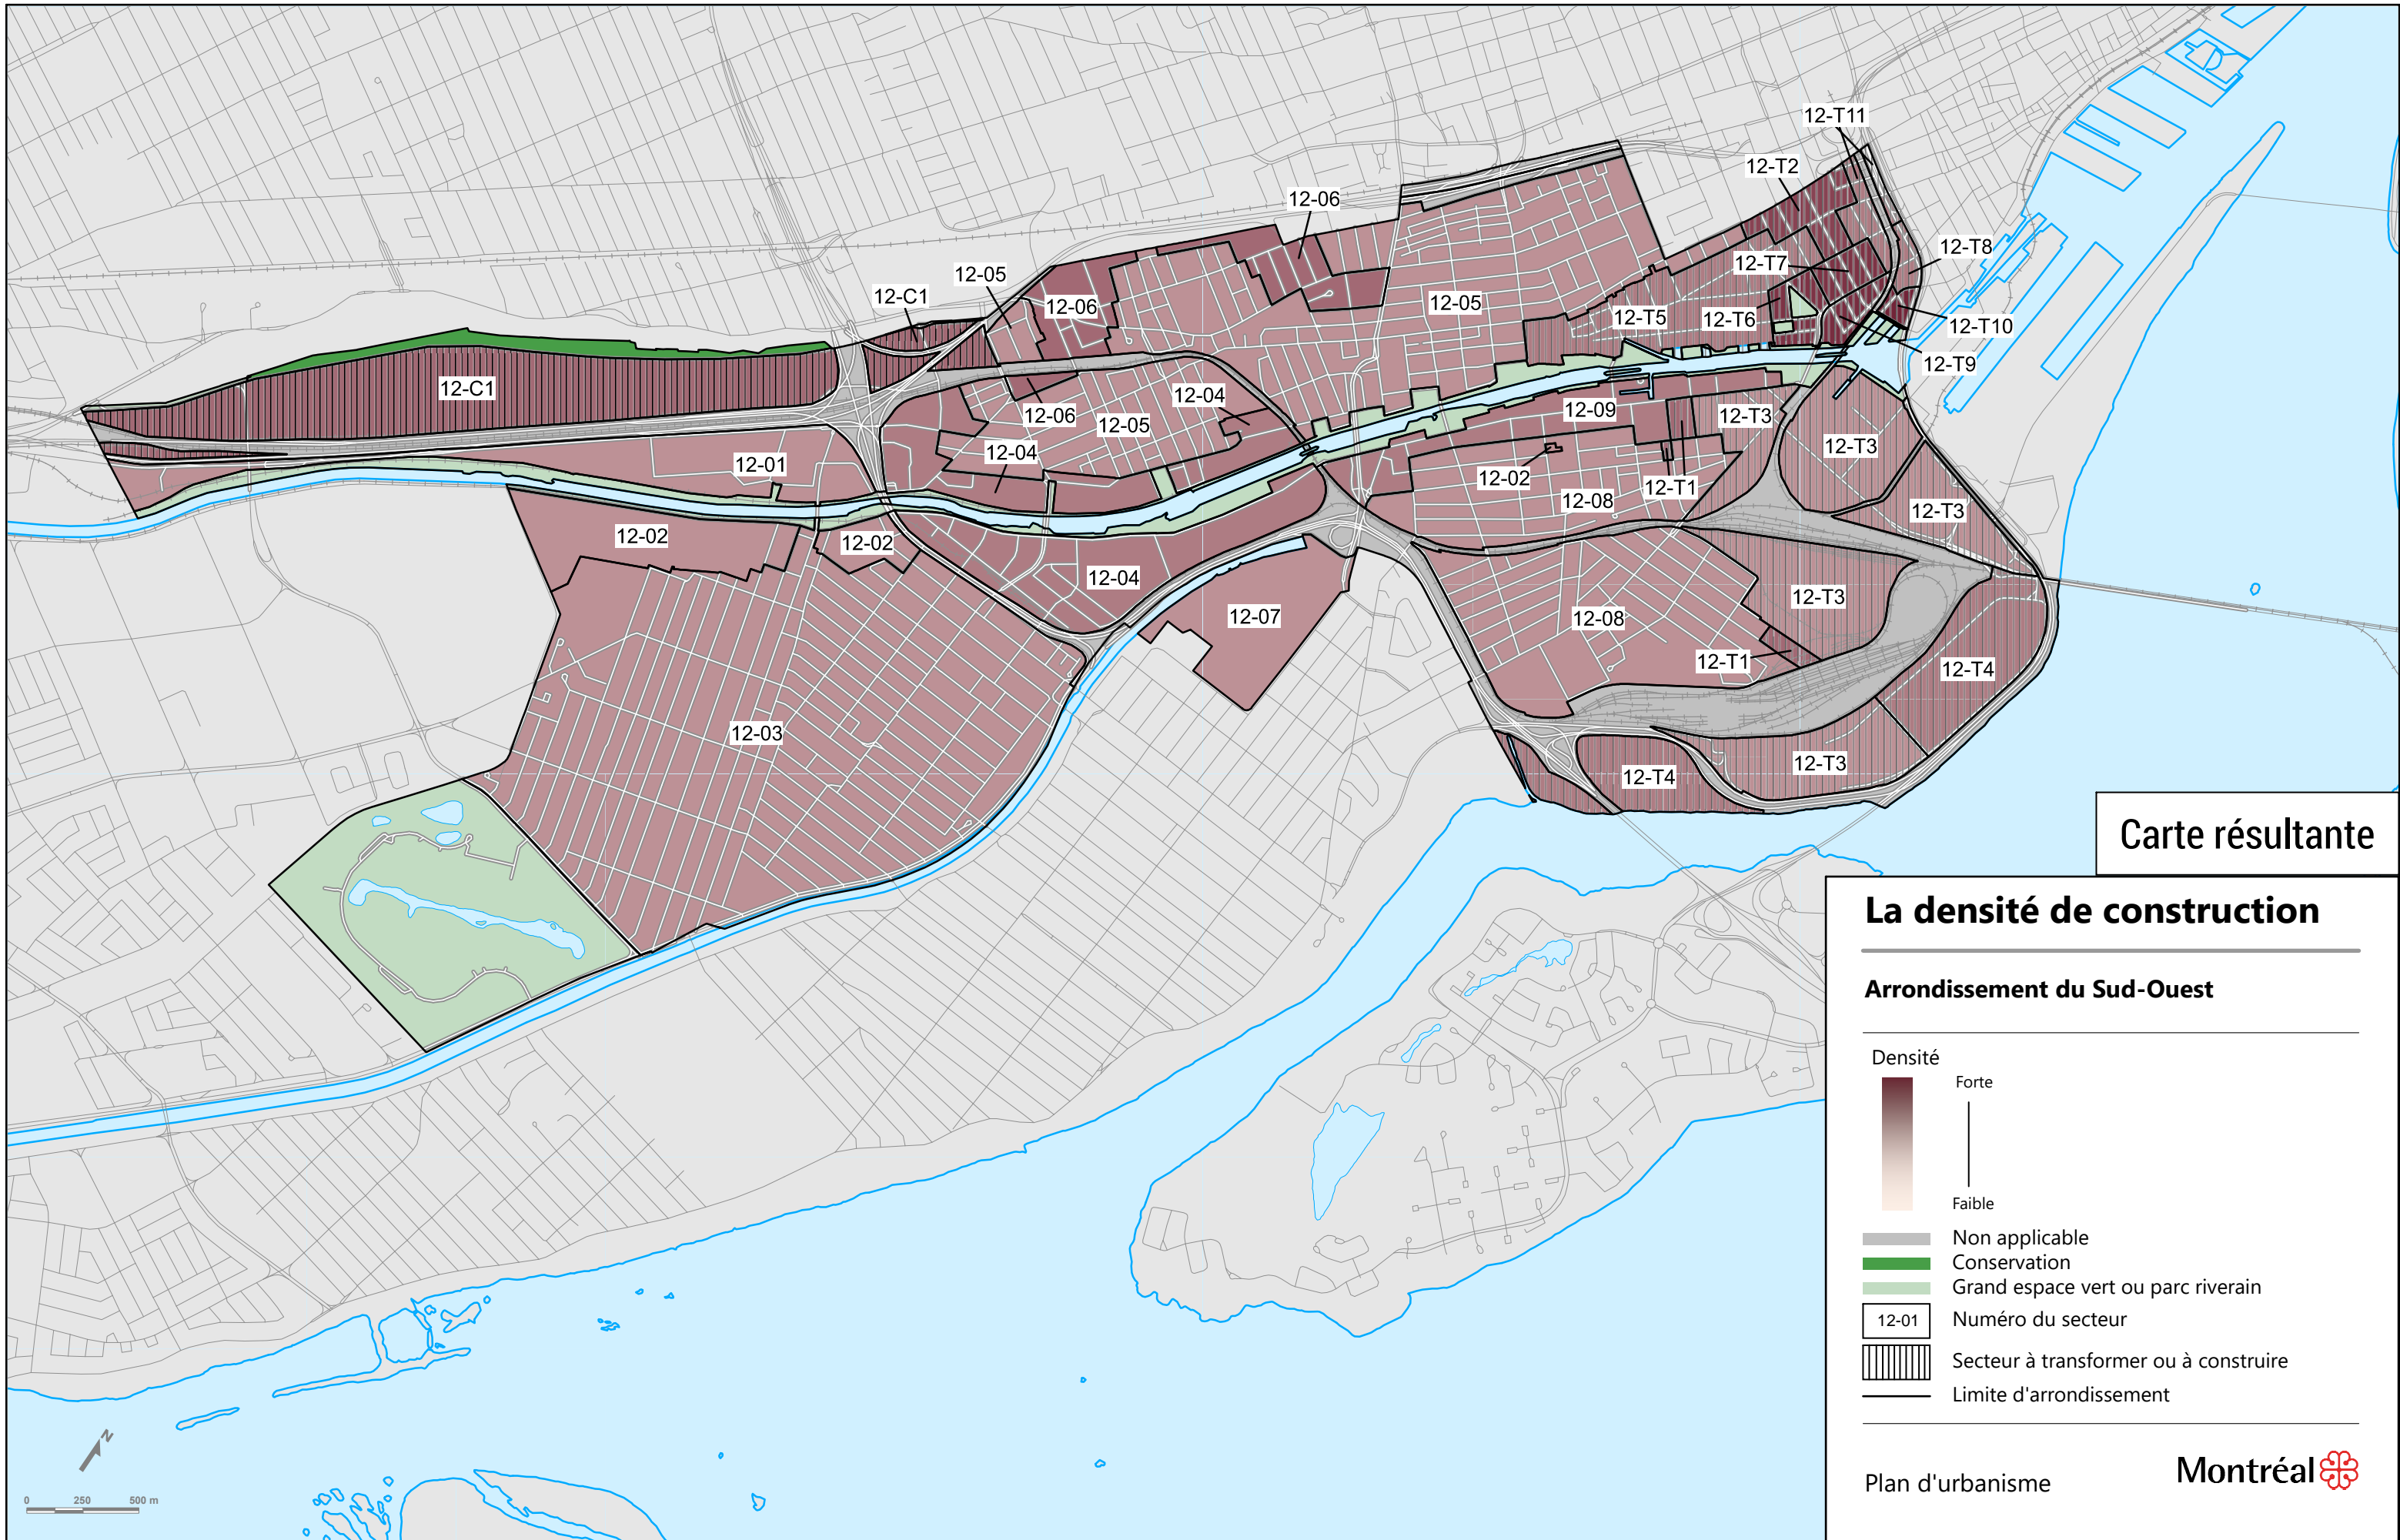 12-T11
12-T2
12-06
12-T8
12-T7
12-05
12-C1
12-06
12-05
12-T5
12-T6
12-T10
12-T9
12-C1
12-04
12-06
12-05
12-09
12-T3
12-T3
12-04
12-01
12-02
12-T1
12-08
12-T3
12-02
12-02
12-04
12-T3
12-07
12-08
12-T1
12-T4
12-03
12-T3
12-T4
Carte résultante
La densité de construction
Arrondissement du Sud-Ouest
Densité
Forte
Faible
Non applicable
Conservation
Grand espace vert ou parc riverain
12-01 Numéro du secteur
Secteur à transformer ou à construire
Limite d'arrondissement
N
0 250 500 m
Plan d'urbanisme
Montréal